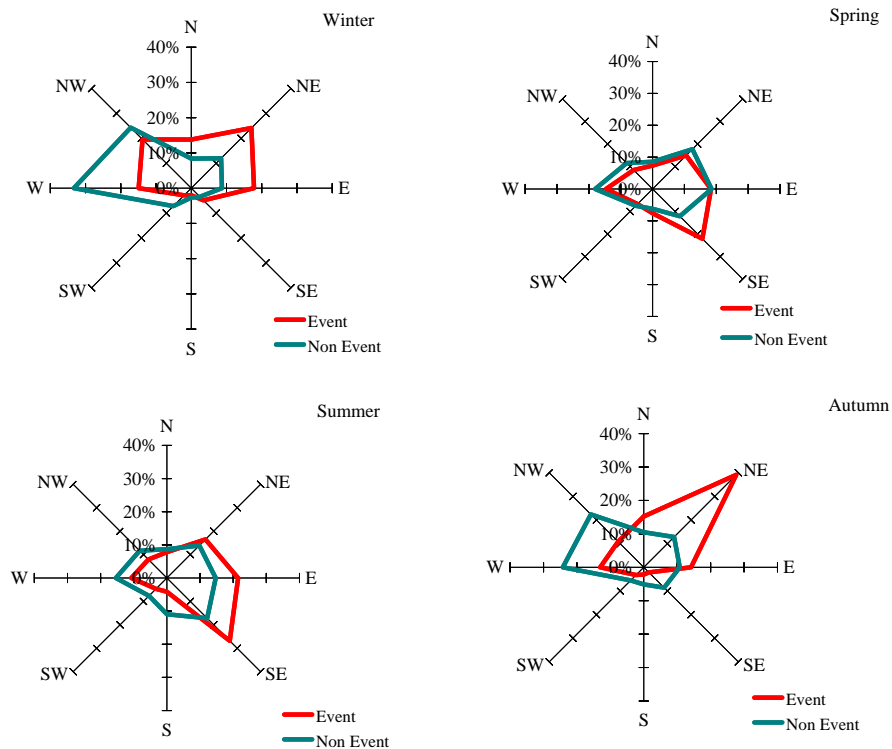 Winter
N
40%
30%
20%
10%
0%
NW
NE
W
E
SW
SE
S
Event
Non Event
Spring
N
40%
30%
20%
10%
0%
NW
NE
W
E
SW
SE
S
Event
Non Event
Summer
N
40%
30%
20%
10%
0%
NW
NE
W
E
SW
SE
S
Event
Non Event
Autumn
N
40%
30%
20%
10%
0%
NW
NE
W
E
SW
SE
S
Event
Non Event